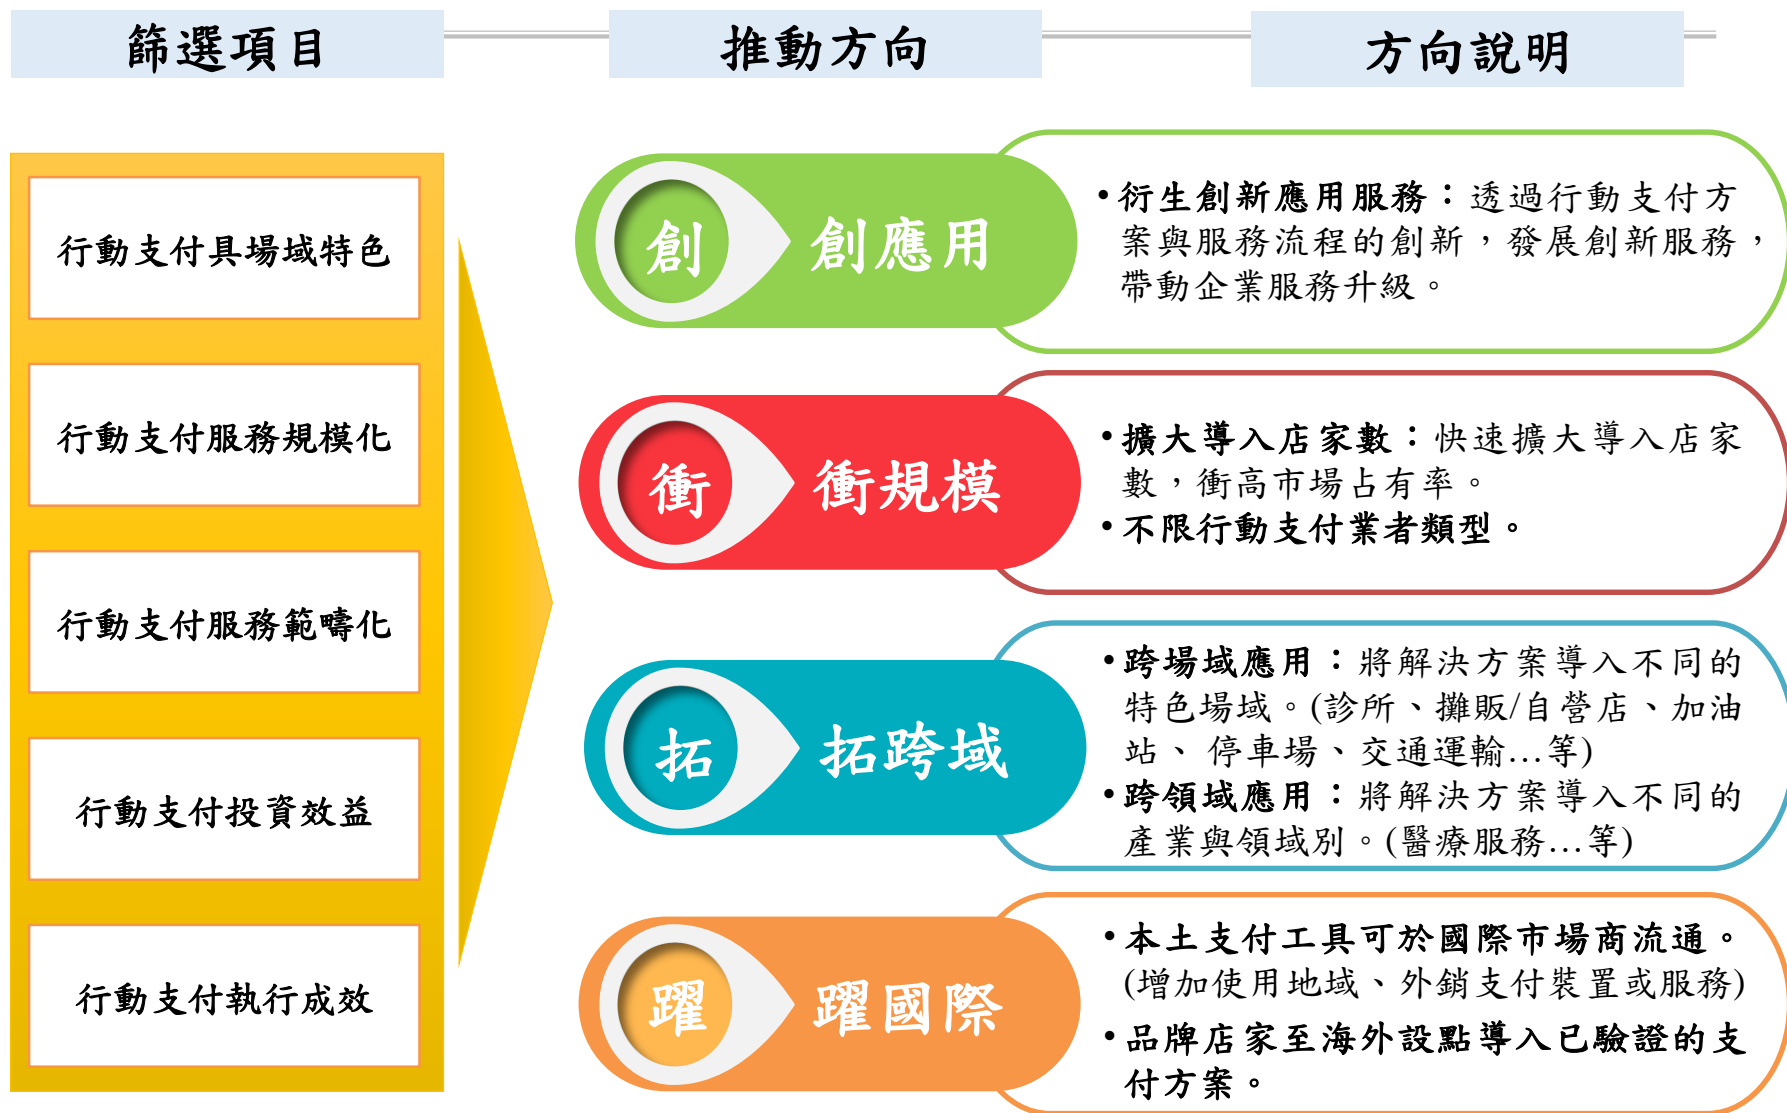 篩選項目
推動方向
方向說明
行動支付具場域特色
行動支付服務規模化
行動支付服務範疇化
行動支付投資效益
行動支付執行成效
創
創應用
•衍生創新應用服務：透過行動支付方
案與服務流程的創新，發展創新服務，
帶動企業服務升級。
衝
衝規模
•擴大導入店家數：快速擴大導入店家
數，衝高市場占有率。
•不限行動支付業者類型。
拓
拓跨域
•跨場域應用：將解決方案導入不同的
特色場域。(診所、攤販/自營店、加油
站、 停車場、交通運輸…等)
•跨領域應用：將解決方案導入不同的
產業與領域別。(醫療服務…等)
躍
躍國際
•本土支付工具可於國際市場商流通。
(增加使用地域、外銷支付裝置或服務)
•品牌店家至海外設點導入已驗證的支
付方案。